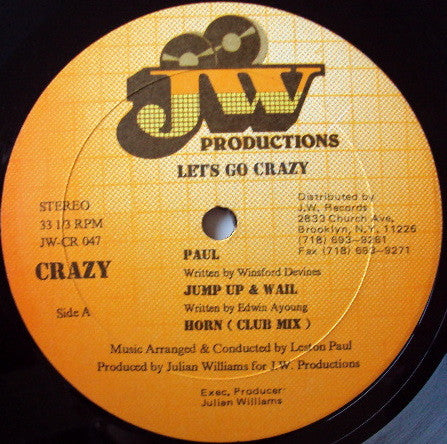 JW
PRODUCTIONS
LET'S GO CRAZY
STEREO
33 1/3 RPM
JW-CR 047
CRAZY
Side A
Distributed by
J.W. Records
2833 Church Ave,
Brooklyn, N.Y. 11226
(718) 693-9261
Fax (718) 693-9271
PAUL
Written by Winsford Devines
JUMP UP & WAIL
Written by Edwin Ayoung
HORN ( CLUB MIX )
Music Arranged & Conducted by Leston Paul
Produced by Julian Williams for J.W. Productions
Exec, Producer:
Julian Williams